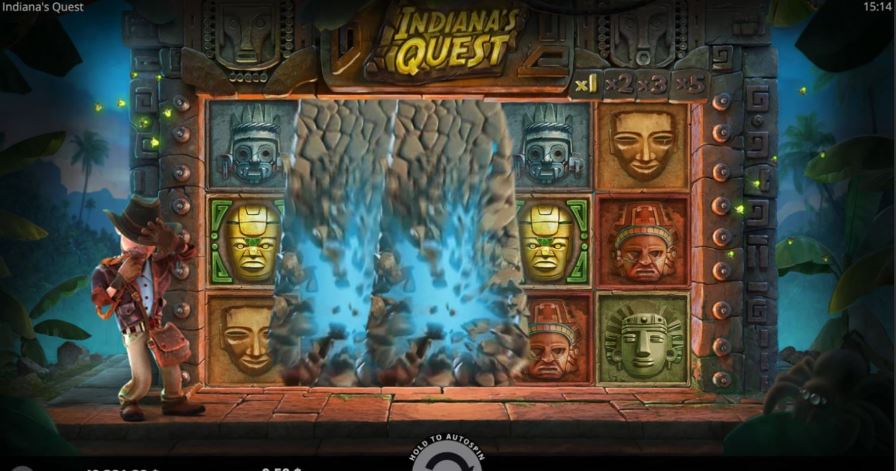 Indiana's Quest
15:14
INDIANA'S
QUEST
x1 x2 x3 x5
HOLD TO AUTOSPIN